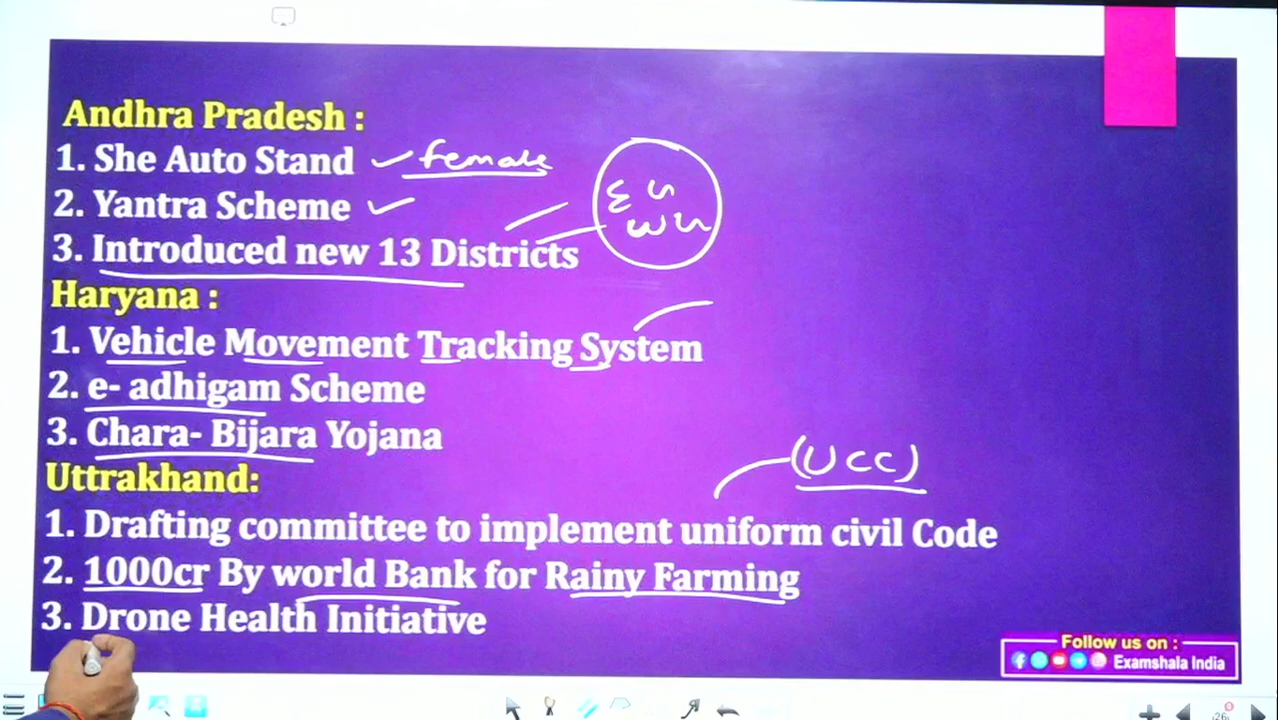 Andhra Pradesh :
1. She Auto Stand female
2. Yantra Scheme
3. Introduced new 13 Districts
Haryana :
1. Vehicle Movement Tracking System
2. e- adhigam Scheme
3. Chara- Bijara Yojana
Uttrakhand:
(UCC)
1. Drafting committee to implement uniform civil Code
2. 1000cr By world Bank for Rainy Farming
3. Drone Health Initiative
Follow us on :
Examshala India
26